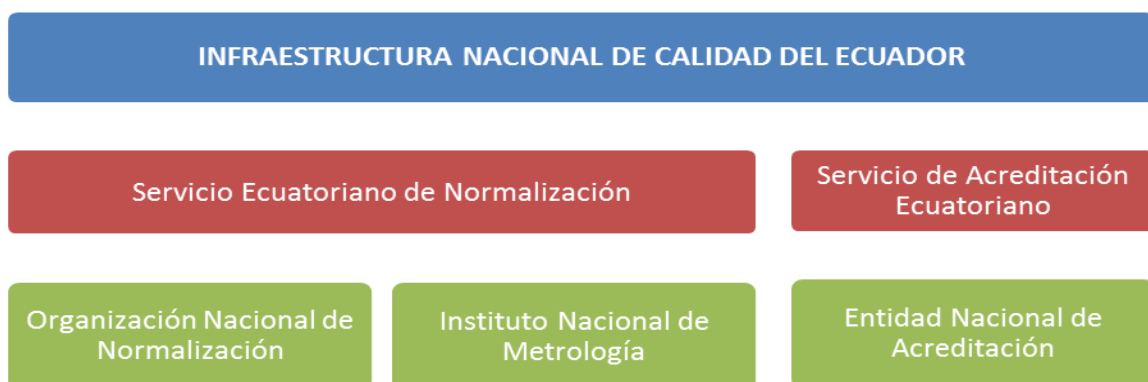 INFRAESTRUCTURA NACIONAL DE CALIDAD DEL ECUADOR
Servicio Ecuatoriano de Normalización
Servicio de Acreditación
Ecuatoriano
Organización Nacional de
Normalización
Instituto Nacional de
Metrología
Entidad Nacional de
Acreditación